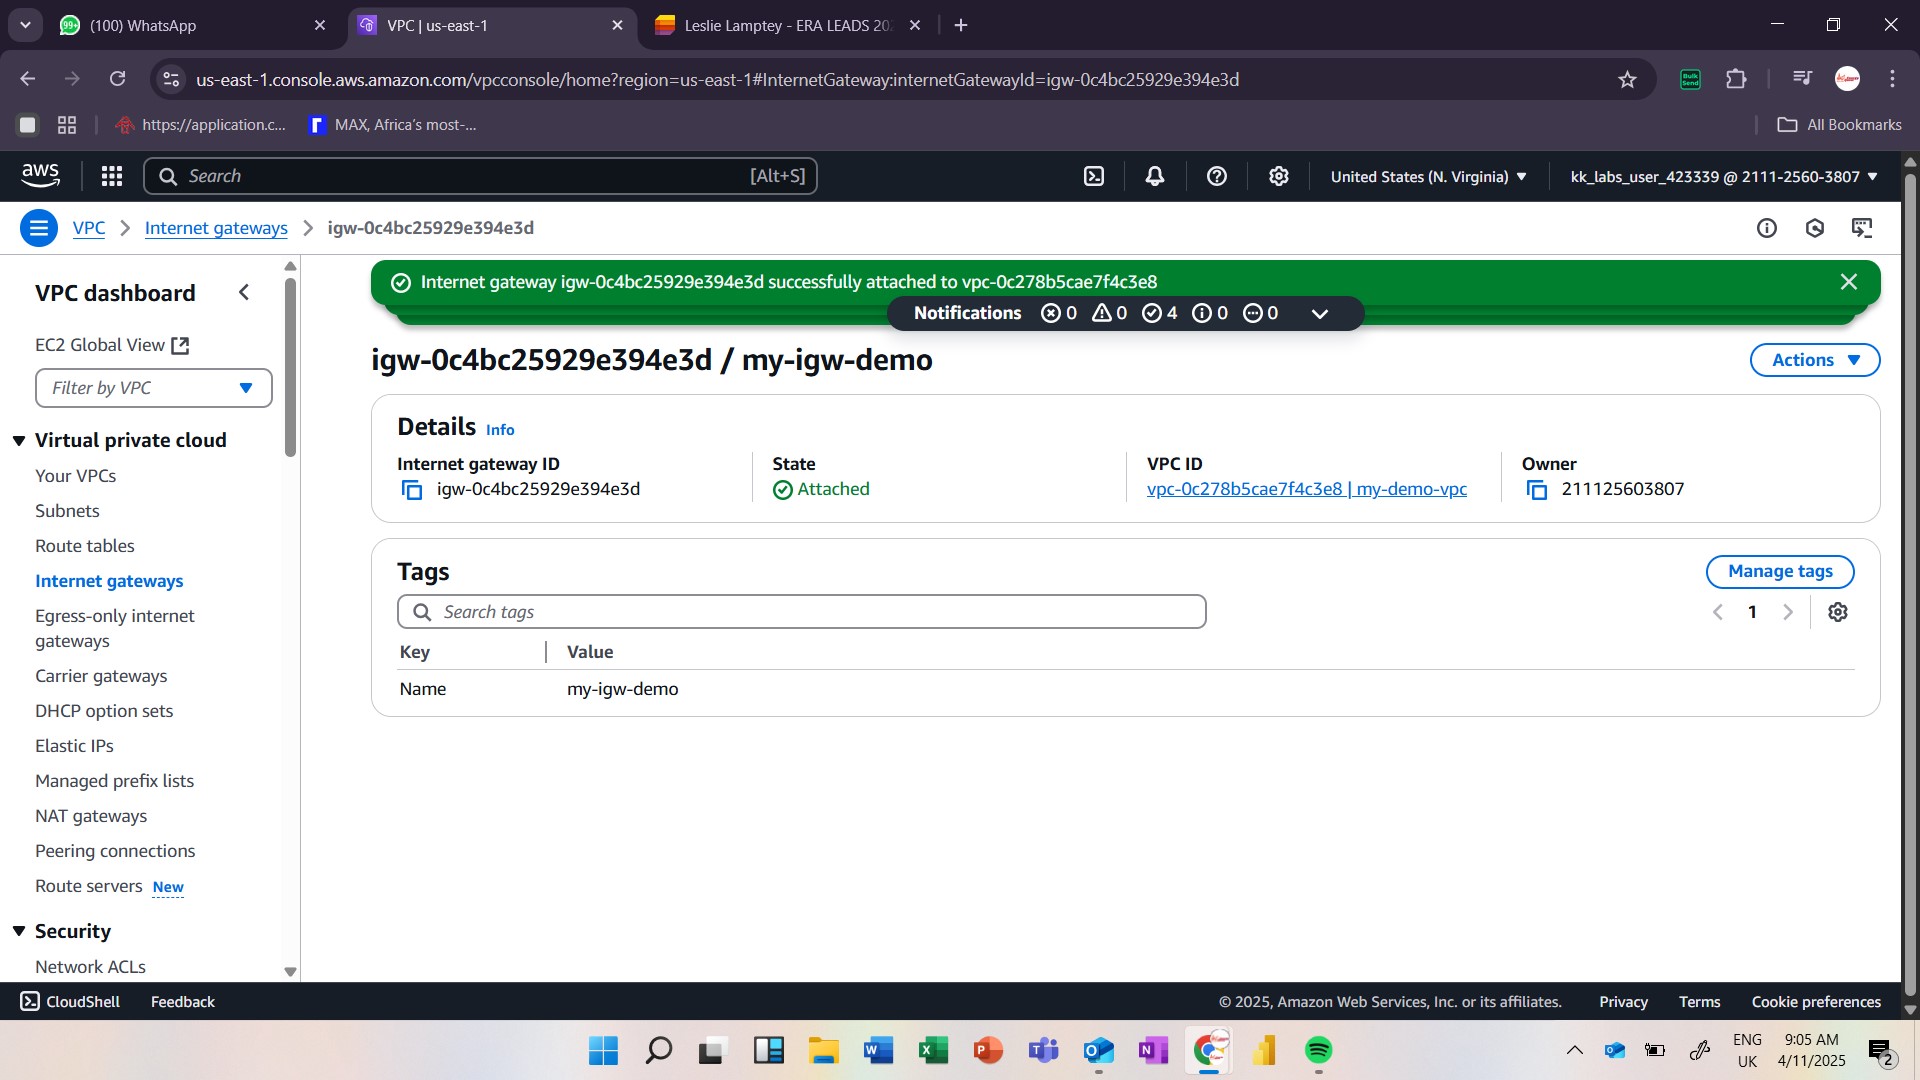 (100) WhatsApp
VPC | us-east-1
Leslie Lamptey - ERA LEADS 202
us-east-1.console.aws.amazon.com/vpcconsole/home?region=us-east-1#InternetGateway:internetGatewayId=igw-0c4bc25929e394e3d
Bulk Send
https://application.c...
MAX, Africa's most-...
All Bookmarks
aws
Search
[Alt+S]
United States (N. Virginia)
kk_labs_user_423339 @ 2111-2560-3807
VPC
Internet gateways
igw-0c4bc25929e394e3d
VPC dashboard
EC2 Global View
Filter by VPC
Virtual private cloud
Your VPCs
Subnets
Route tables
Internet gateways
Egress-only internet
gateways
Carrier gateways
DHCP option sets
Elastic IPs
Managed prefix lists
NAT gateways
Peering connections
Route servers New
Security
Network ACLs
Internet gateway igw-0c4bc25929e394e3d successfully attached to vpc-0c278b5cae7f4c3e8
Notifications 0 0 4 0 0
igw-0c4bc25929e394e3d / my-igw-demo
Actions
Details Info
Internet gateway ID
igw-0c4bc25929e394e3d
State
Attached
VPC ID
vpc-0c278b5cae7f4c3e8 | my-demo-vpc
Owner
211125603807
Tags
Manage tags
Search tags
1
Key Value
Name my-igw-demo
CloudShell
Feedback
© 2025, Amazon Web Services, Inc. or its affiliates.
Privacy
Terms
Cookie preferences
ENG
UK
9:05 AM
4/11/2025
2